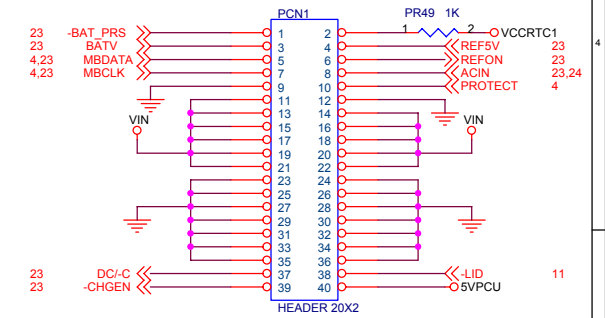 PCN1 PR49 1K
23 -BAT_PRS 1 2 1 2 VCCRTC1
23 BATV 3 4 REF5V 23
4,23 MBDATA 5 6 REFON 23
4,23 MBCLK 7 8 ACIN 23,24
9 10 PROTECT 4
11 12
VIN 13 14 VIN
15 16
17 18
19 20
21 22
23 24
25 26
27 28
29 30
31 32
33 34
35 36
23 DC/-C 37 38 -LID 11
23 -CHGEN 39 40 5VPCU
HEADER 20X2
4